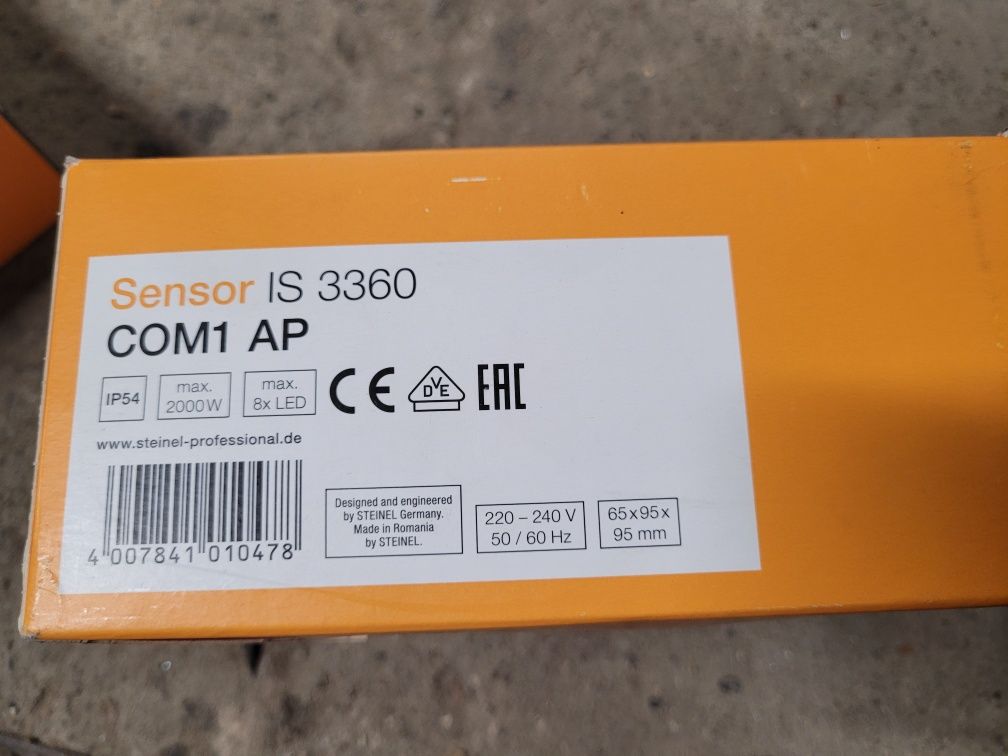 Sensor IS 3360
COM1 AP
IP54
max.
2000W
max.
8x LED
CE
DVE
EAC
www.steinel-professional.de
4 007841 010478
Designed and engineered
by STEINEL Germany.
Made in Romania
by STEINEL.
220 – 240 V
50 / 60 Hz
65x95x
95 mm